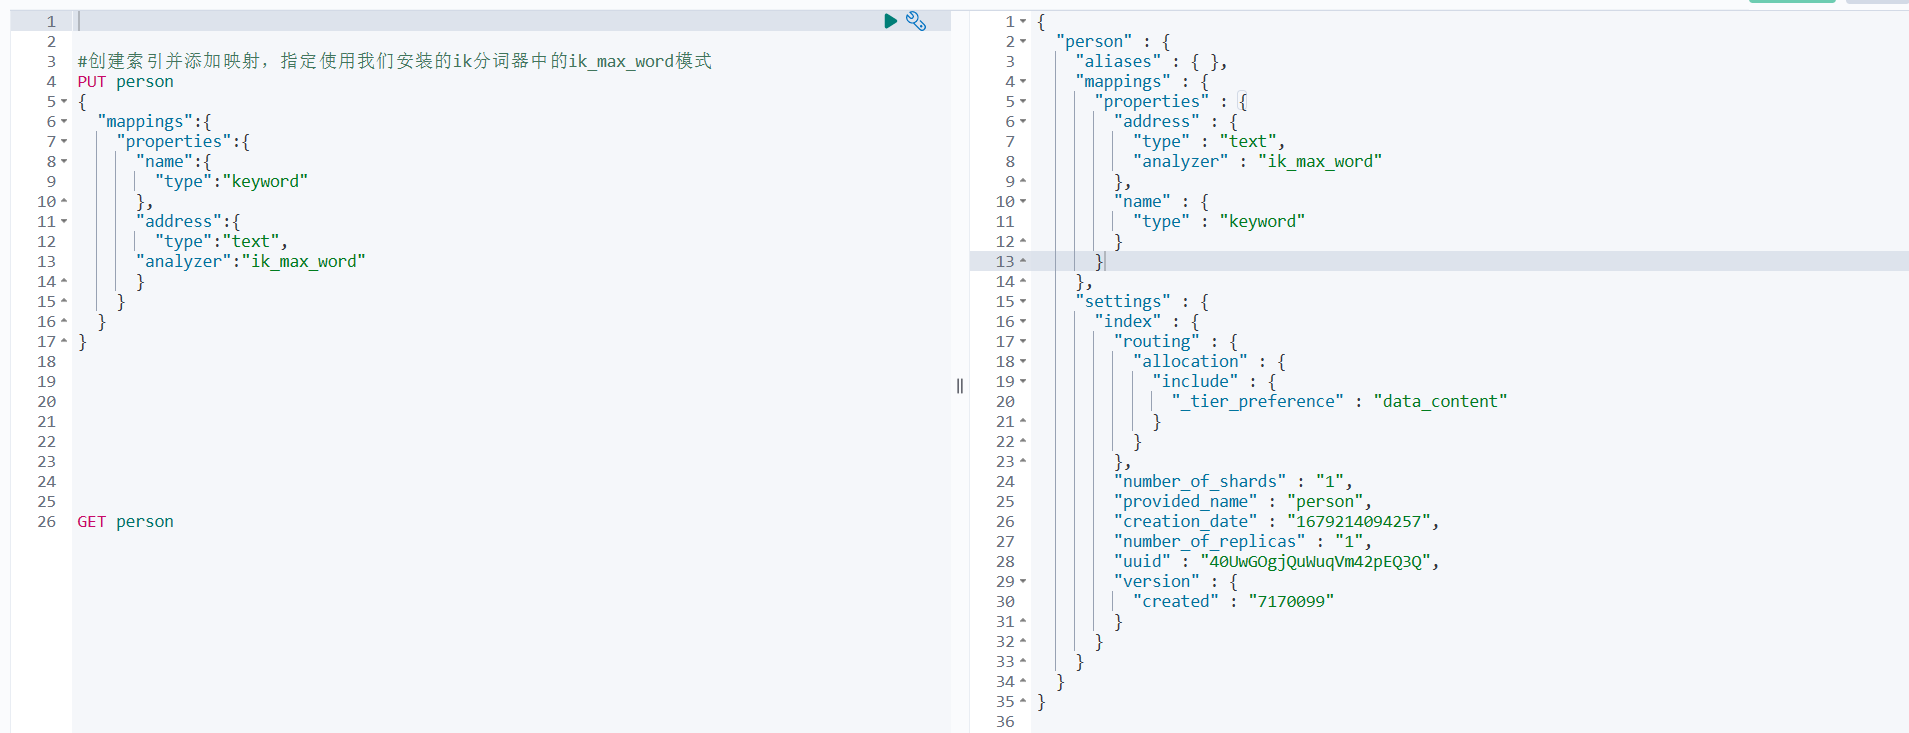 1
2
3 #创建索引并添加映射，指定使用我们安装的ik分词器中的ik_max_word模式
4 PUT person
5 {
6   "mappings":{
7     "properties":{
8       "name":{
9         "type":"keyword"
10       },
11       "address":{
12         "type":"text",
13       "analyzer":"ik_max_word"
14       }
15     }
16   }
17 }
18
19
20
21
22
23
24
25
26 GET person
1 {
2   "person" : {
3     "aliases" : { },
4     "mappings" : {
5       "properties" : {
6         "address" : {
7           "type" : "text",
8           "analyzer" : "ik_max_word"
9         },
10         "name" : {
11           "type" : "keyword"
12         }
13       }
14     },
15     "settings" : {
16       "index" : {
17         "routing" : {
18           "allocation" : {
19             "include" : {
20               "_tier_preference" : "data_content"
21             }
22           }
23         },
24         "number_of_shards" : "1",
25         "provided_name" : "person",
26         "creation_date" : "1679214094257",
27         "number_of_replicas" : "1",
28         "uuid" : "40UwGOgjQuWuqVm42pEQ3Q",
29         "version" : {
30           "created" : "7170099"
31         }
32       }
33     }
34   }
35 }
36